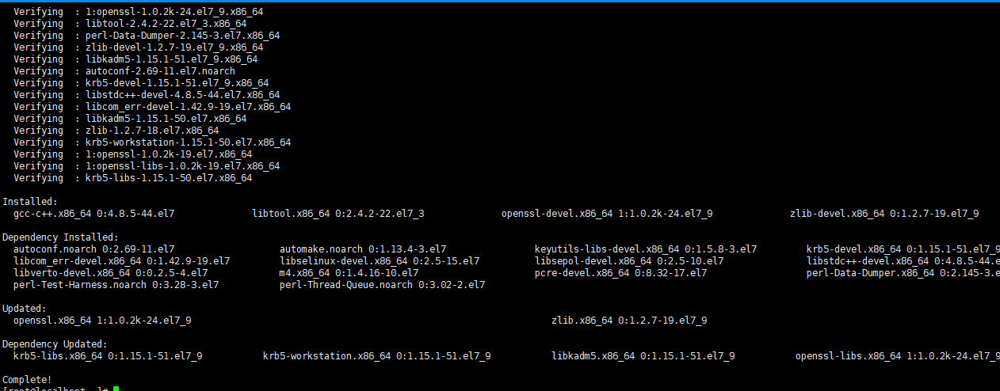 Verifying  : 1:openssl-1.0.2k-24.el7_9.x86_64
Verifying  : libtool-2.4.2-22.el7_3.x86_64
Verifying  : perl-Data-Dumper-2.145-3.el7.x86_64
Verifying  : zlib-devel-1.2.7-19.el7_9.x86_64
Verifying  : libkadm5-1.15.1-51.el7_9.x86_64
Verifying  : autoconf-2.69-11.el7.noarch
Verifying  : krb5-devel-1.15.1-51.el7_9.x86_64
Verifying  : libstdc++-devel-4.8.5-44.el7.x86_64
Verifying  : libcom_err-devel-1.42.9-19.el7.x86_64
Verifying  : libkadm5-1.15.1-50.el7.x86_64
Verifying  : zlib-1.2.7-18.el7.x86_64
Verifying  : krb5-workstation-1.15.1-50.el7.x86_64
Verifying  : 1:openssl-1.0.2k-19.el7.x86_64
Verifying  : 1:openssl-libs-1.0.2k-19.el7.x86_64
Verifying  : krb5-libs-1.15.1-50.el7.x86_64
Installed:
gcc-c++.x86_64 0:4.8.5-44.el7 libtool.x86_64 0:2.4.2-22.el7_3 openssl-devel.x86_64 1:1.0.2k-24.el7_9 zlib-devel.x86_64 0:1.2.7-19.el7_9
Dependency Installed:
autoconf.noarch 0:2.69-11.el7 automake.noarch 0:1.13.4-3.el7 keyutils-libs-devel.x86_64 0:1.5.8-3.el7 krb5-devel.x86_64 0:1.15.1-51.el7_9
libcom_err-devel.x86_64 0:1.42.9-19.el7 libselinux-devel.x86_64 0:2.5-15.el7 libsepol-devel.x86_64 0:2.5-10.el7 libstdc++-devel.x86_64 0:4.8.5-44.e
libverto-devel.x86_64 0:0.2.5-4.el7 m4.x86_64 0:1.4.16-10.el7 pcre-devel.x86_64 0:8.32-17.el7 perl-Data-Dumper.x86_64 0:2.145-3.e
perl-Test-Harness.noarch 0:3.28-3.el7 perl-Thread-Queue.noarch 0:3.02-2.el7
Updated:
openssl.x86_64 1:1.0.2k-24.el7_9 zlib.x86_64 0:1.2.7-19.el7_9
Dependency Updated:
krb5-libs.x86_64 0:1.15.1-51.el7_9 krb5-workstation.x86_64 0:1.15.1-51.el7_9 libkadm5.x86_64 0:1.15.1-51.el7_9 openssl-libs.x86_64 1:1.0.2k-24.el7_9
Complete!
[root@localhost ~]#